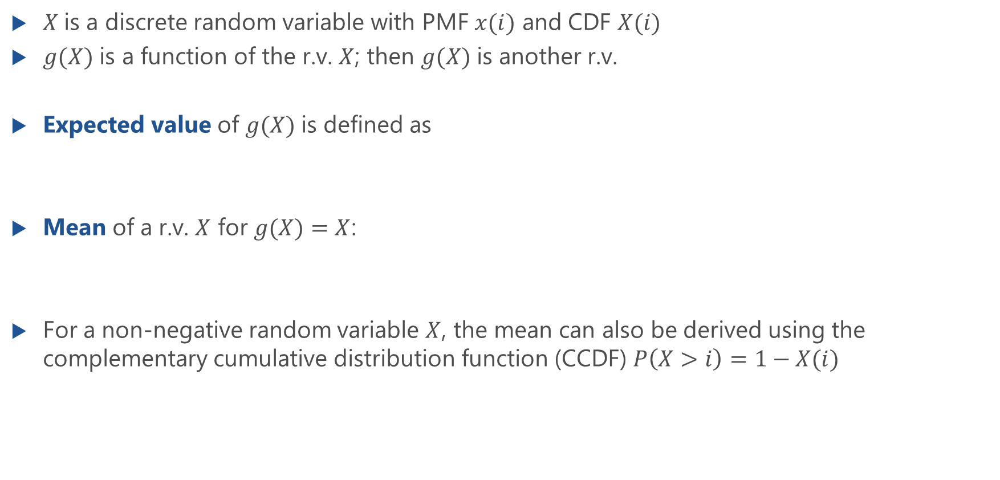 ▶ X is a discrete random variable with PMF x(i) and CDF X(i)
▶ g(X) is a function of the r.v. X; then g(X) is another r.v.
▶ Expected value of g(X) is defined as
▶ Mean of a r.v. X for g(X) = X:
▶ For a non-negative random variable X, the mean can also be derived using the
complementary cumulative distribution function (CCDF) P(X > i) = 1 − X(i)